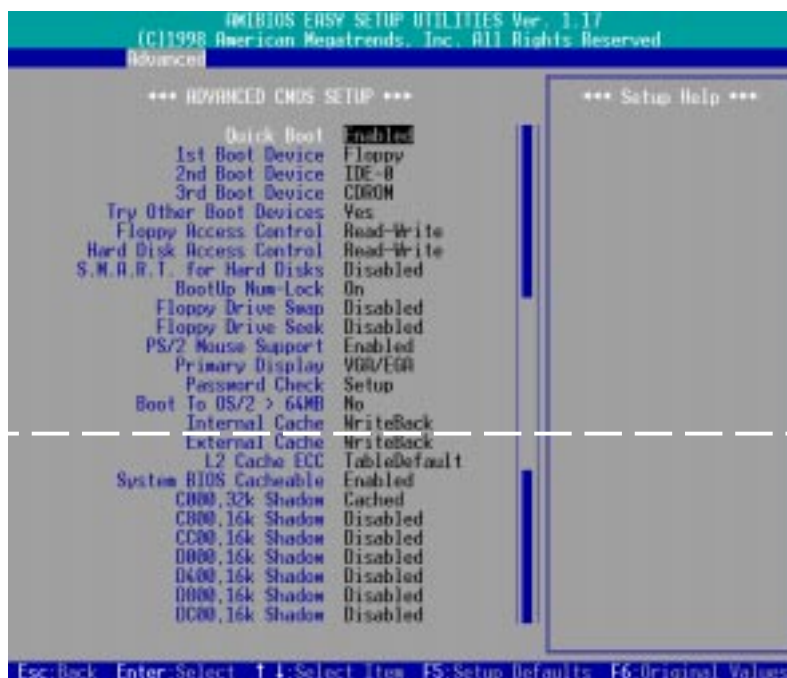 AMIBIOS EASY SETUP UTILITIES Ver. 1.17
(C)1998 American Megatrends, Inc. All Rights Reserved
Advanced
*** ADVANCED CMOS SETUP ***
*** Setup Help ***
Quick Boot Enabled
1st Boot Device Floppy
2nd Boot Device IDE-0
3rd Boot Device CDROM
Try Other Boot Devices Yes
Floppy Access Control Read-Write
Hard Disk Access Control Read-Write
S.M.A.R.T. for Hard Disks Disabled
BootUp Num-Lock On
Floppy Drive Swap Disabled
Floppy Drive Seek Disabled
PS/2 Mouse Support Enabled
Primary Display VGA/EGA
Password Check Setup
Boot To OS/2 > 64MB No
Internal Cache WriteBack
External Cache WriteBack
L2 Cache ECC TableDefault
System BIOS Cacheable Enabled
C000,32k Shadow Cached
C800,16k Shadow Disabled
CC00,16k Shadow Disabled
D000,16k Shadow Disabled
D400,16k Shadow Disabled
D800,16k Shadow Disabled
DC00,16k Shadow Disabled
Esc:Back Enter:Select ↑↓:Select Item F5:Setup Defaults F6:Original Values